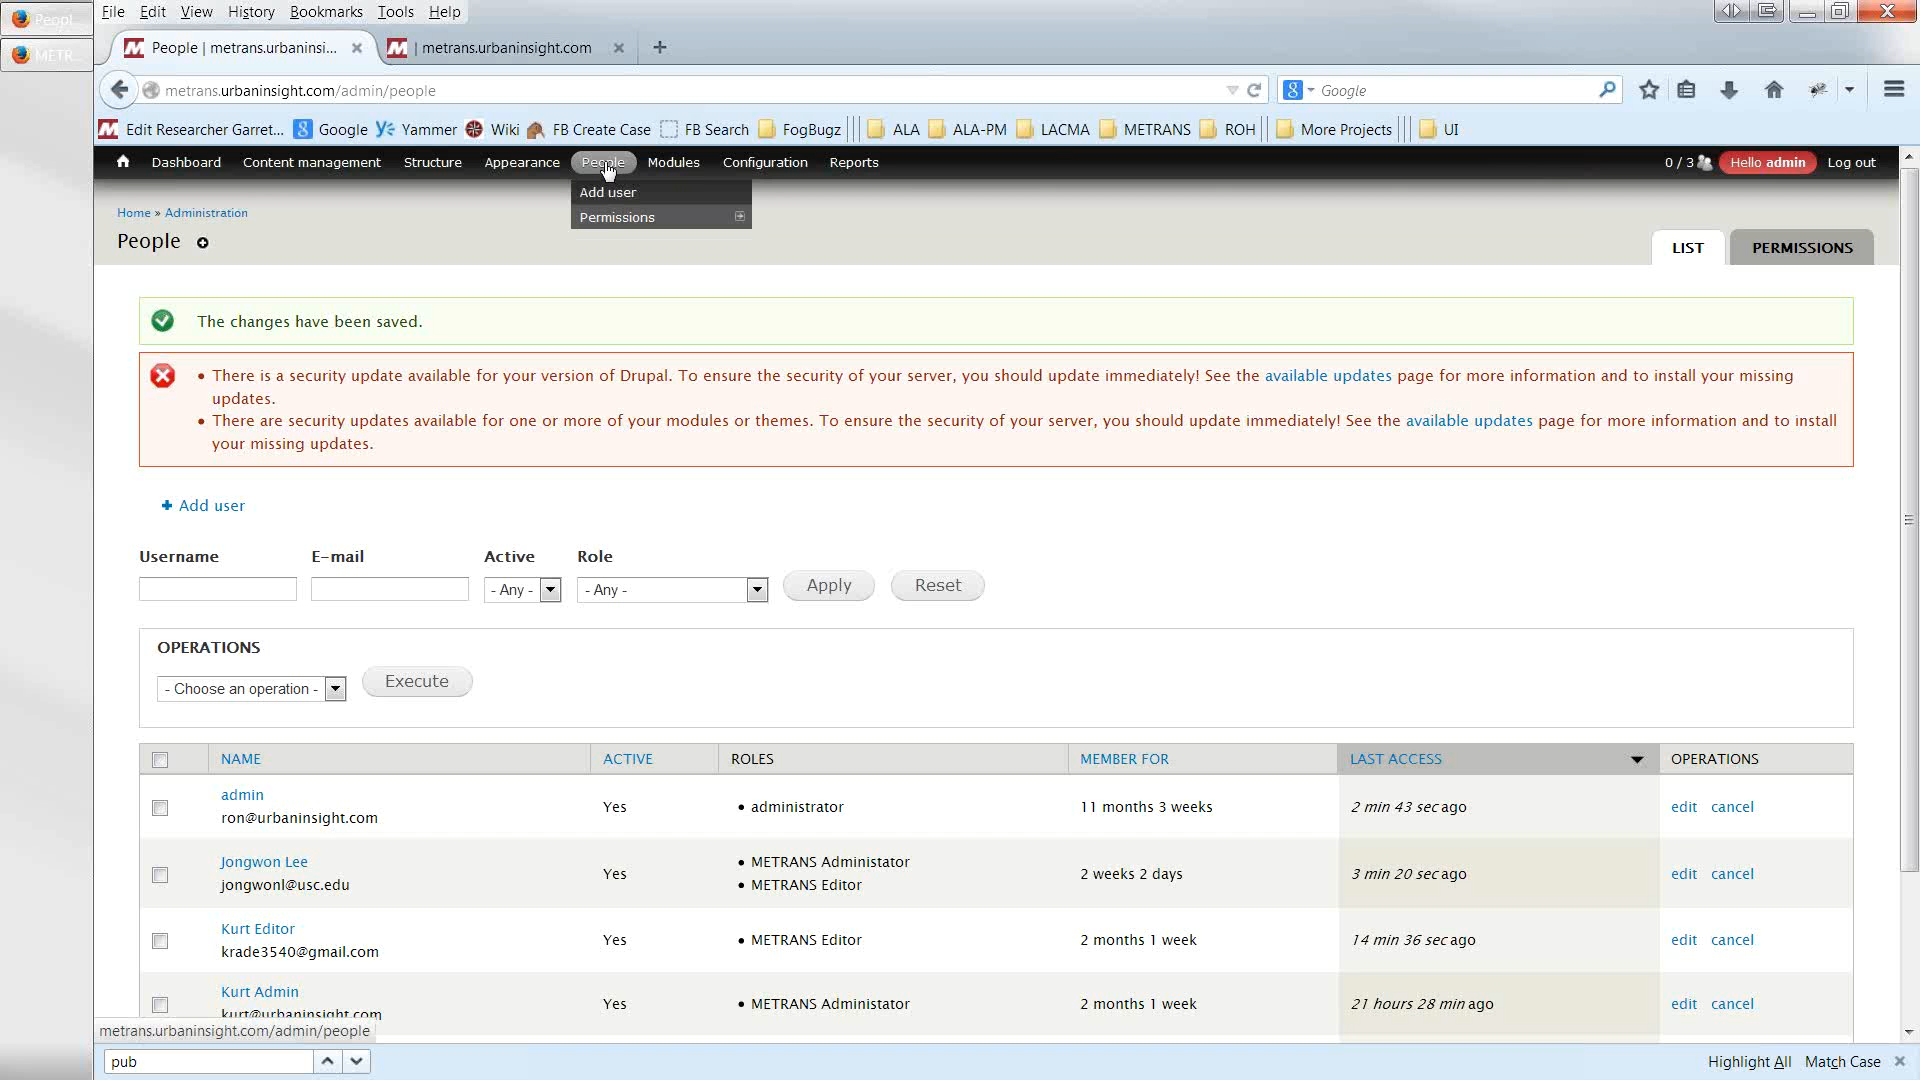 Peopl
METR
File Edit View History Bookmarks Tools Help
People | metrans.urbaninsi...
| metrans.urbaninsight.com
metrans.urbaninsight.com/admin/people
Google
Edit Researcher Garret... Google Yammer Wiki FB Create Case FB Search FogBugz ALA ALA-PM LACMA METRANS ROH More Projects UI
Dashboard Content management Structure Appearance People Modules Configuration Reports 0 / 3 Hello admin Log out
Add user
Permissions
Home » Administration
People
LIST PERMISSIONS
The changes have been saved.
• There is a security update available for your version of Drupal. To ensure the security of your server, you should update immediately! See the available updates page for more information and to install your missing
updates.
• There are security updates available for one or more of your modules or themes. To ensure the security of your server, you should update immediately! See the available updates page for more information and to install
your missing updates.
Add user
Username E-mail Active Role
- Any - - Any - Apply Reset
OPERATIONS
- Choose an operation - Execute
NAME ACTIVE ROLES MEMBER FOR LAST ACCESS OPERATIONS
admin
ron@urbaninsight.com
Yes • administrator 11 months 3 weeks 2 min 43 sec ago edit cancel
Jongwon Lee
jongwonl@usc.edu
Yes
• METRANS Administator
• METRANS Editor
2 weeks 2 days 3 min 20 sec ago edit cancel
Kurt Editor
krade3540@gmail.com
Yes • METRANS Editor 2 months 1 week 14 min 36 sec ago edit cancel
Kurt Admin
kurt@urbaninsight.com
Yes • METRANS Administator 2 months 1 week 21 hours 28 min ago edit cancel
metrans.urbaninsight.com/admin/people
pub
Highlight All Match Case